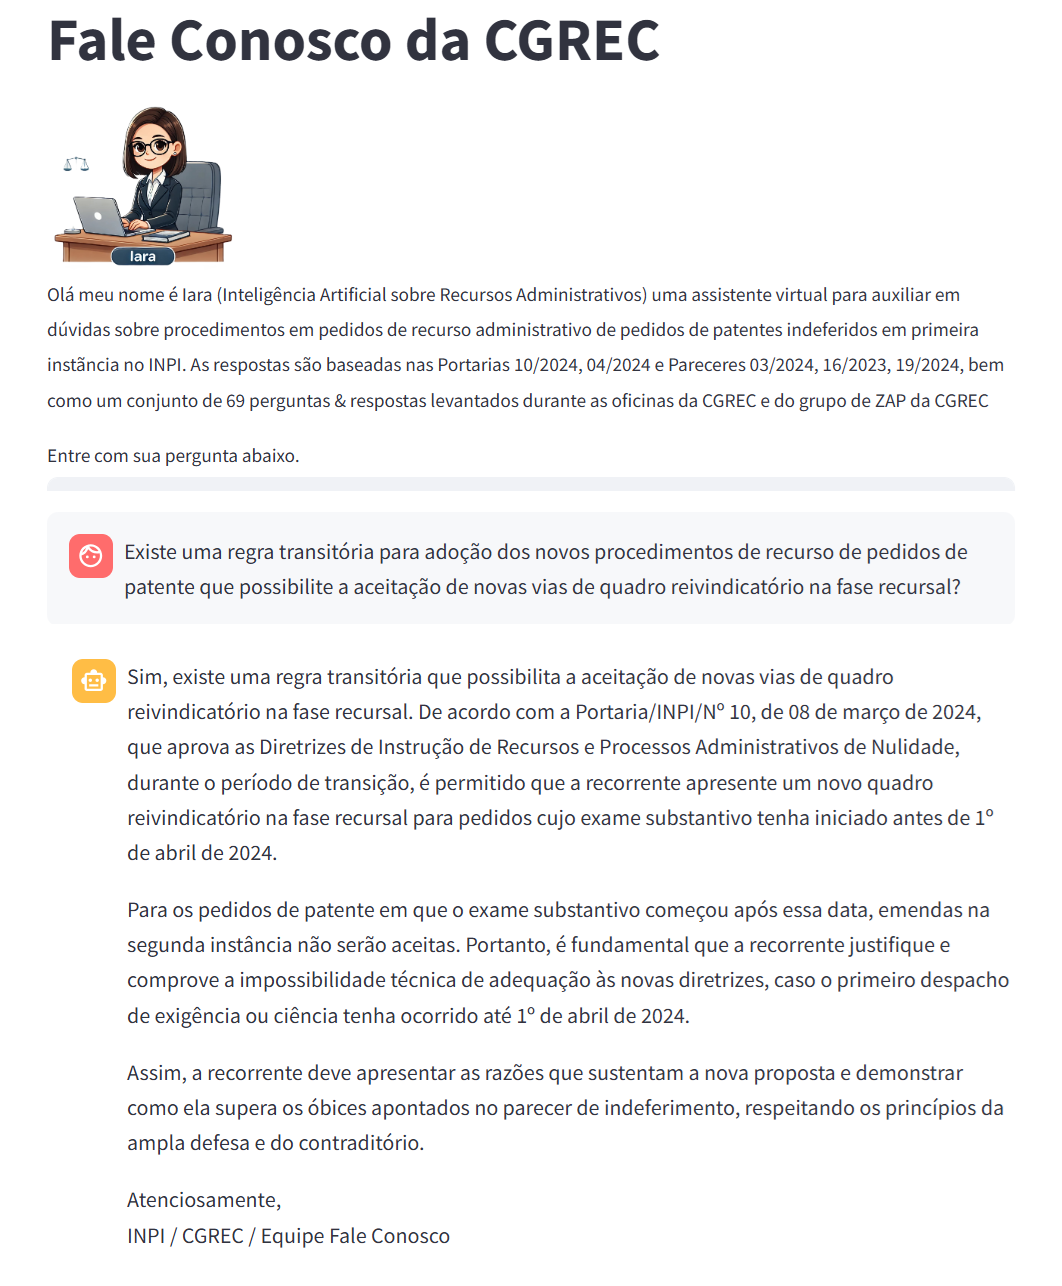 Fale Conosco da CGREC
Iara
Olá meu nome é Iara (Inteligência Artificial sobre Recursos Administrativos) uma assistente virtual para auxiliar em
dúvidas sobre procedimentos em pedidos de recurso administrativo de pedidos de patentes indeferidos em primeira
instãncia no INPI. As respostas são baseadas nas Portarias 10/2024, 04/2024 e Pareceres 03/2024, 16/2023, 19/2024, bem
como um conjunto de 69 perguntas & respostas levantados durante as oficinas da CGREC e do grupo de ZAP da CGREC
Entre com sua pergunta abaixo.
Existe uma regra transitória para adoção dos novos procedimentos de recurso de pedidos de
patente que possibilite a aceitação de novas vias de quadro reivindicatório na fase recursal?
Sim, existe uma regra transitória que possibilita a aceitação de novas vias de quadro
reivindicatório na fase recursal. De acordo com a Portaria/INPI/Nº 10, de 08 de março de 2024,
que aprova as Diretrizes de Instrução de Recursos e Processos Administrativos de Nulidade,
durante o período de transição, é permitido que a recorrente apresente um novo quadro
reivindicatório na fase recursal para pedidos cujo exame substantivo tenha iniciado antes de 1º
de abril de 2024.
Para os pedidos de patente em que o exame substantivo começou após essa data, emendas na
segunda instância não serão aceitas. Portanto, é fundamental que a recorrente justifique e
comprove a impossibilidade técnica de adequação às novas diretrizes, caso o primeiro despacho
de exigência ou ciência tenha ocorrido até 1º de abril de 2024.
Assim, a recorrente deve apresentar as razões que sustentam a nova proposta e demonstrar
como ela supera os óbices apontados no parecer de indeferimento, respeitando os princípios da
ampla defesa e do contraditório.
Atenciosamente,
INPI / CGREC / Equipe Fale Conosco